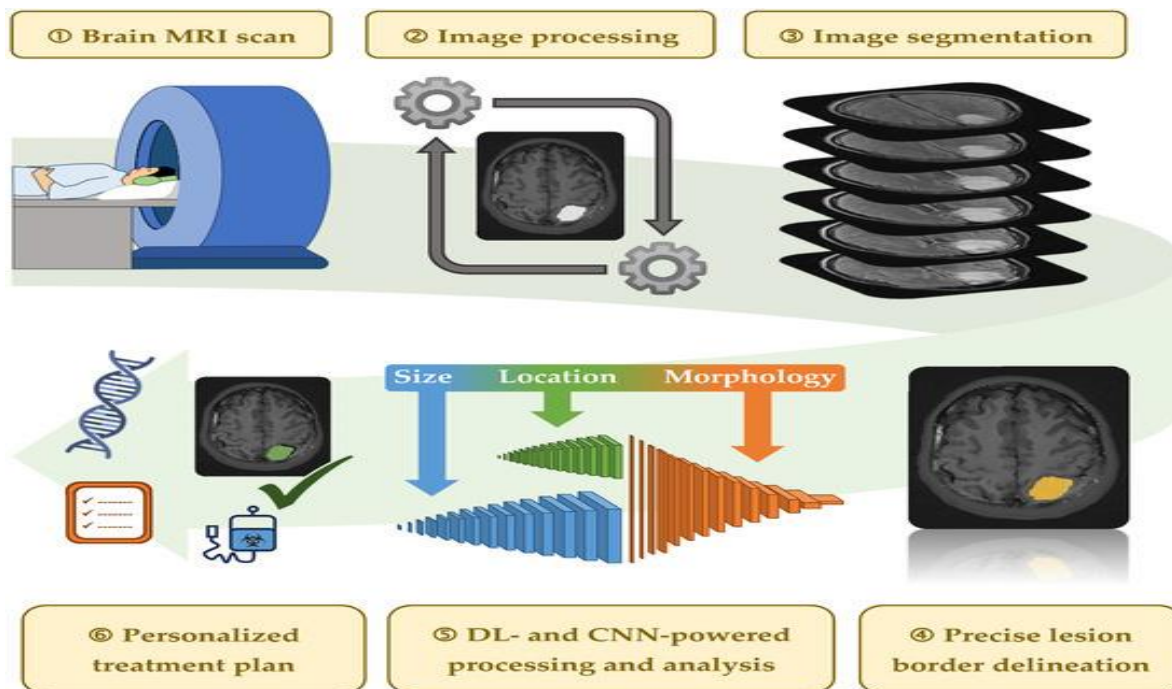 ① Brain MRI scan
② Image processing
③ Image segmentation
Size Location Morphology
⑥ Personalized
treatment plan
⑤ DL- and CNN-powered
processing and analysis
④ Precise lesion
border delineation